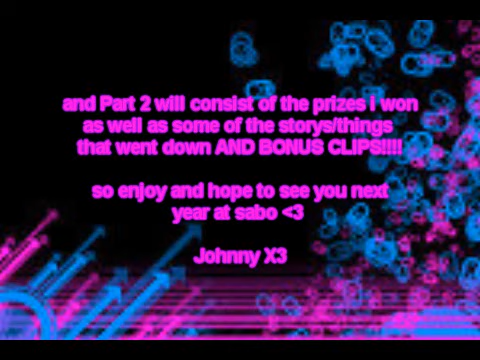 and Part 2 will consist of the prizes i won
as well as some of the storys/things
that went down AND BONUS CLIPS!!!!
so enjoy and hope to see you next
year at sabo <3
Johnny X3